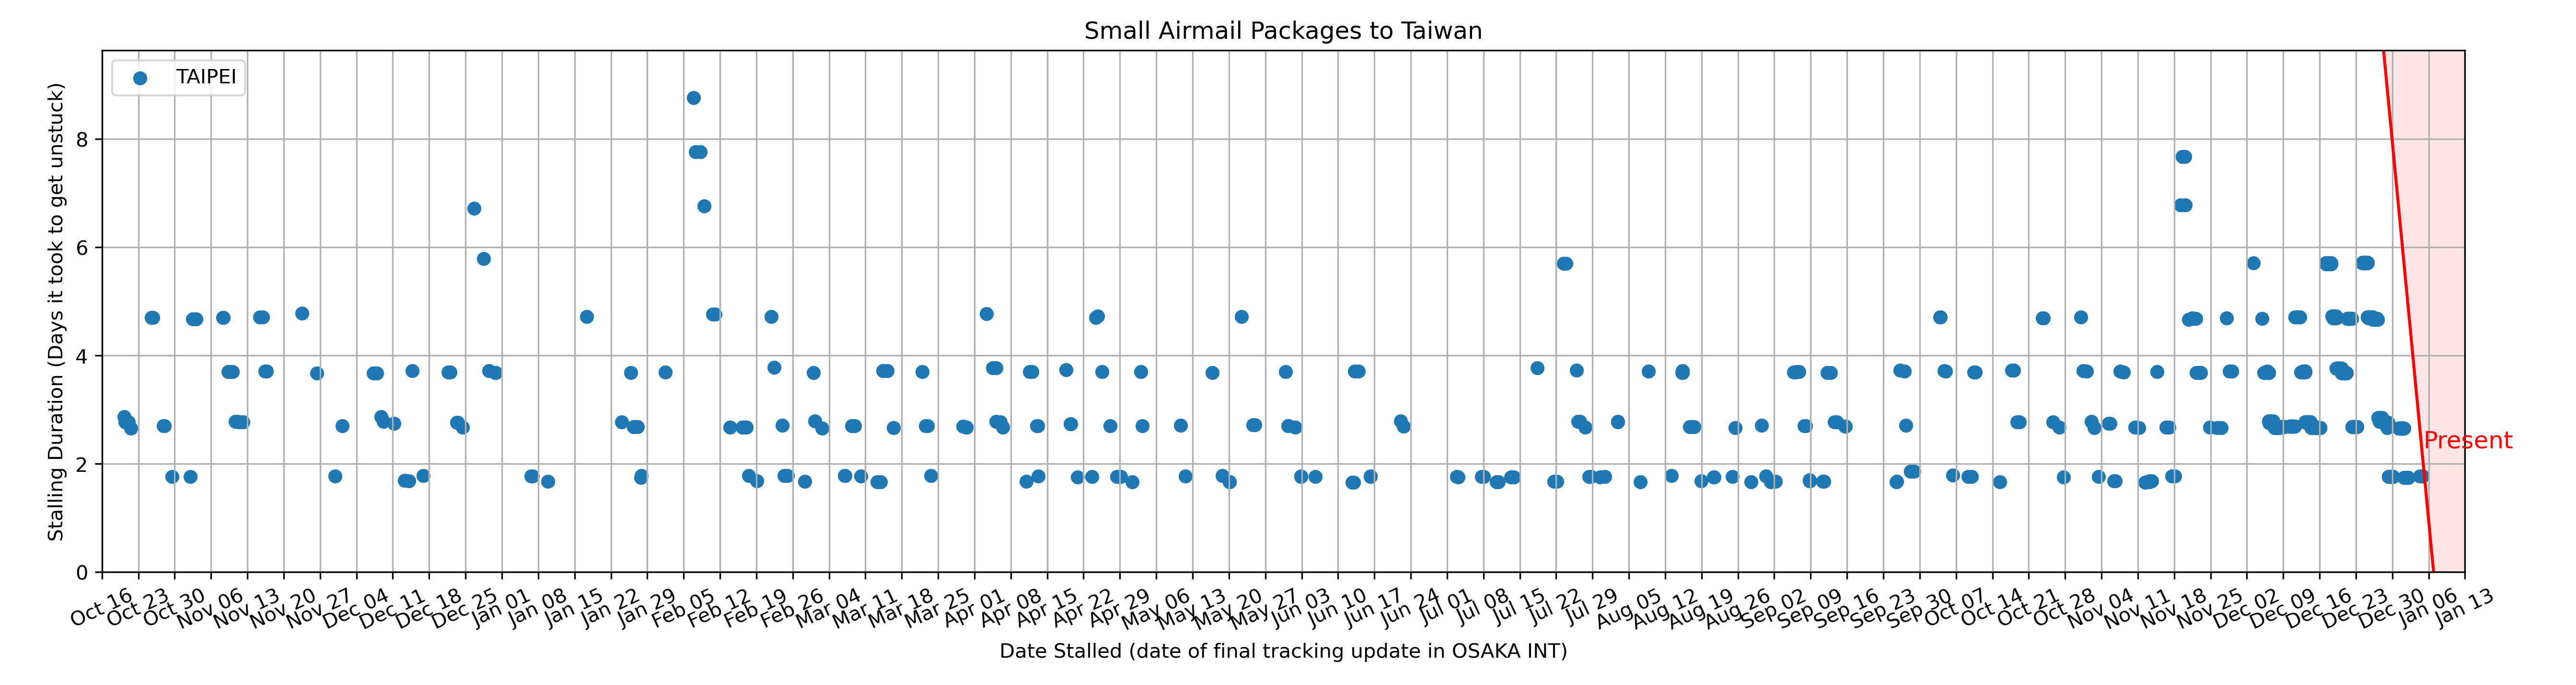 Small Airmail Packages to Taiwan
TAIPEI
Stalling Duration (Days it took to get unstuck)
8
6
4
2
0
Present
Oct 16 Oct 23 Oct 30 Nov 06 Nov 13 Nov 20 Nov 27 Dec 04 Dec 11 Dec 18 Dec 25 Jan 01 Jan 08 Jan 15 Jan 22 Jan 29 Feb 05 Feb 12 Feb 19 Feb 26 Mar 04 Mar 11 Mar 18 Mar 25 Apr 01 Apr 08 Apr 15 Apr 22 Apr 29 May 06 May 13 May 20 May 27 Jun 03 Jun 10 Jun 17 Jun 24 Jul 01 Jul 08 Jul 15 Jul 22 Jul 29 Aug 05 Aug 12 Aug 19 Aug 26 Sep 02 Sep 09 Sep 16 Sep 23 Sep 30 Oct 07 Oct 14 Oct 21 Oct 28 Nov 04 Nov 11 Nov 18 Nov 25 Dec 02 Dec 09 Dec 16 Dec 23 Dec 30 Jan 06 Jan 13
Date Stalled (date of final tracking update in OSAKA INT)